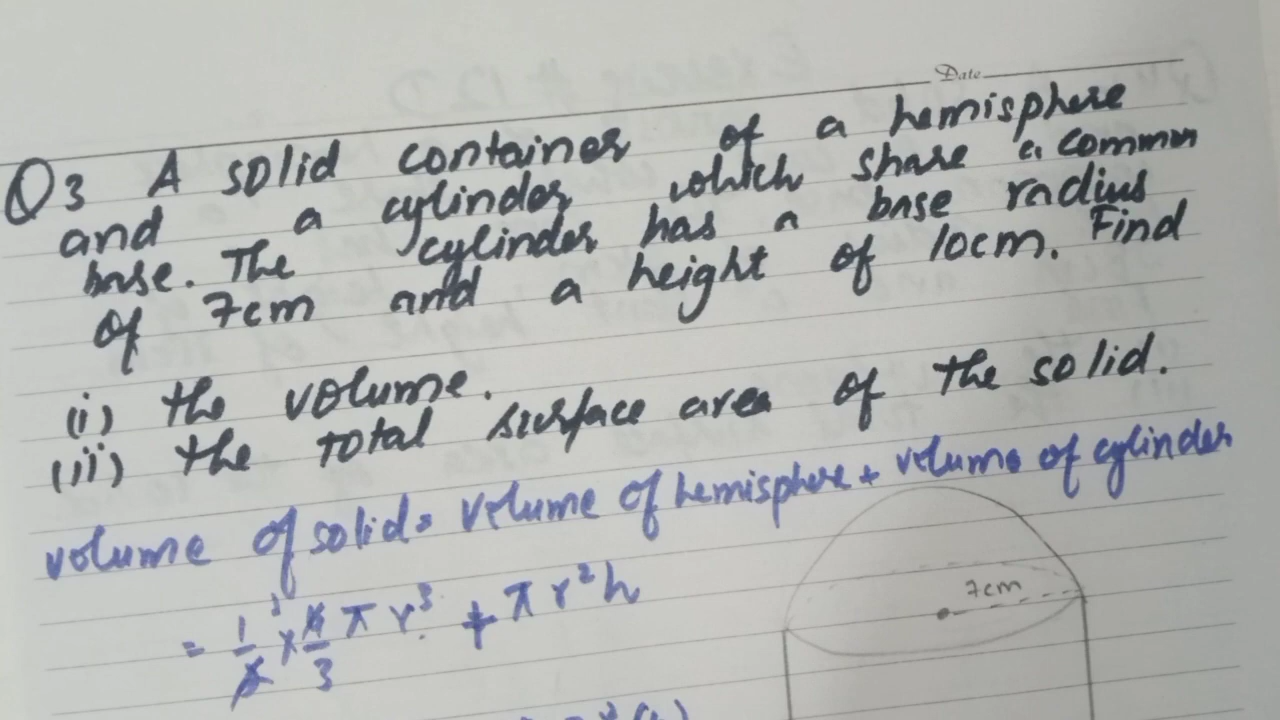 Date
Q3 A solid container of a hemisphere
and a cylinder which share a common
base. The cylinder has a base radius
of 7cm and a height of 10cm. Find
(i) the volume.
(ii) the total surface area of the solid.
volume of solid = volume of hemisphere + volume of cylinder
= 1/2 × 4/3 π r³ + π r² h
7cm